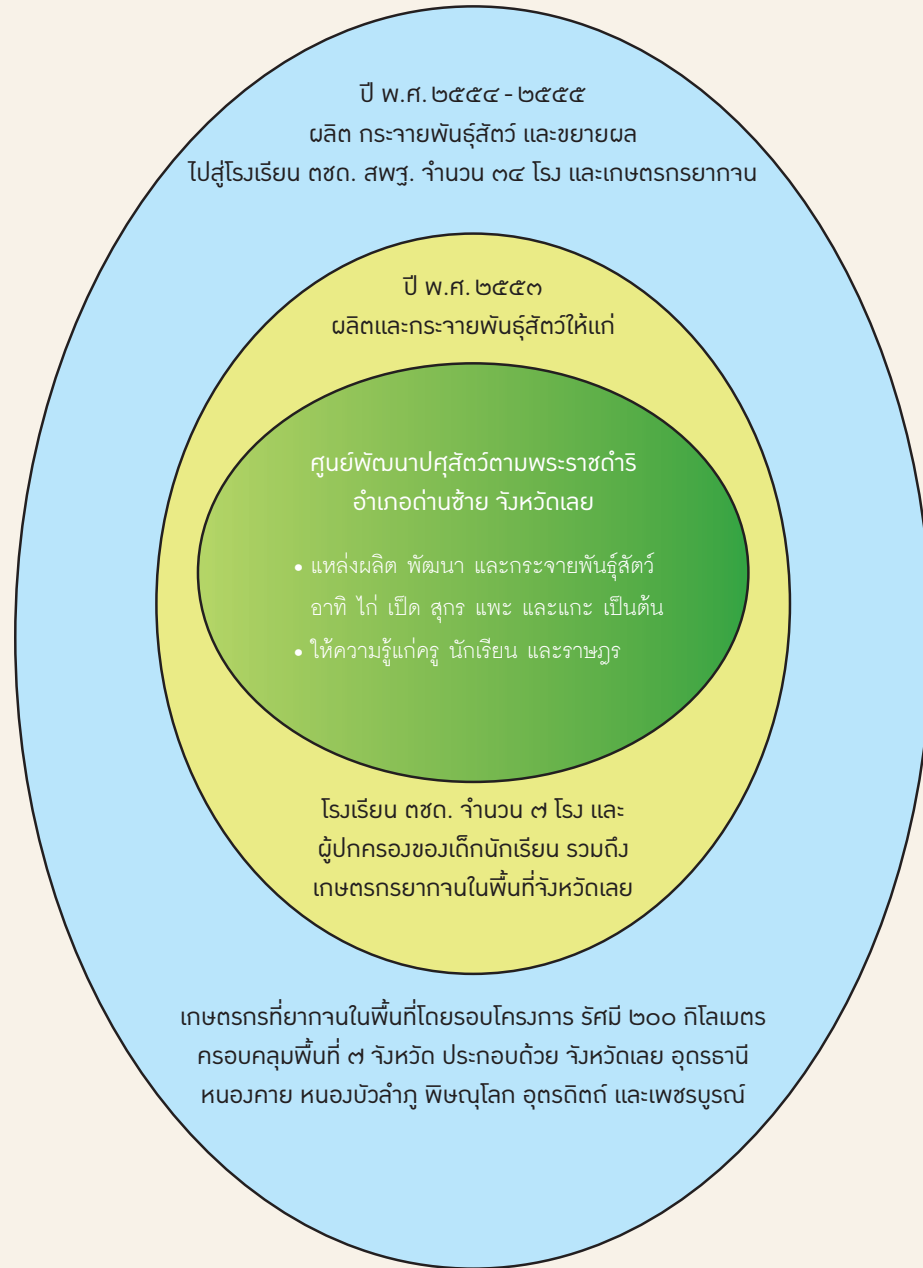 ปี พ.ศ. ๒๕๕๔ - ๒๕๕๕
ผลิต กระจายพันธุ์สัตว์ และขยายผล
ไปสู่โรงเรียน ตชด. สพฐ. จำนวน ๓๔ โรง และเกษตรกรยากจน
ปี พ.ศ. ๒๕๕๓
ผลิตและกระจายพันธุ์สัตว์ให้แก่
ศูนย์พัฒนาปศุสัตว์ตามพระราชดำริ
อำเภอด่านซ้าย จังหวัดเลย
• แหล่งผลิต พัฒนา และกระจายพันธุ์สัตว์
อาทิ ไก่ เป็ด สุกร แพะ และแกะ เป็นต้น
• ให้ความรู้แก่ครู นักเรียน และราษฎร
โรงเรียน ตชด. จำนวน ๗ โรง และ
ผู้ปกครองของเด็กนักเรียน รวมถึง
เกษตรกรยากจนในพื้นที่จังหวัดเลย
เกษตรกรที่ยากจนในพื้นที่โดยรอบโครงการ รัศมี ๒๐๐ กิโลเมตร
ครอบคลุมพื้นที่ ๗ จังหวัด ประกอบด้วย จังหวัดเลย อุดรธานี
หนองคาย หนองบัวลำภู พิษณุโลก อุตรดิตถ์ และเพชรบูรณ์